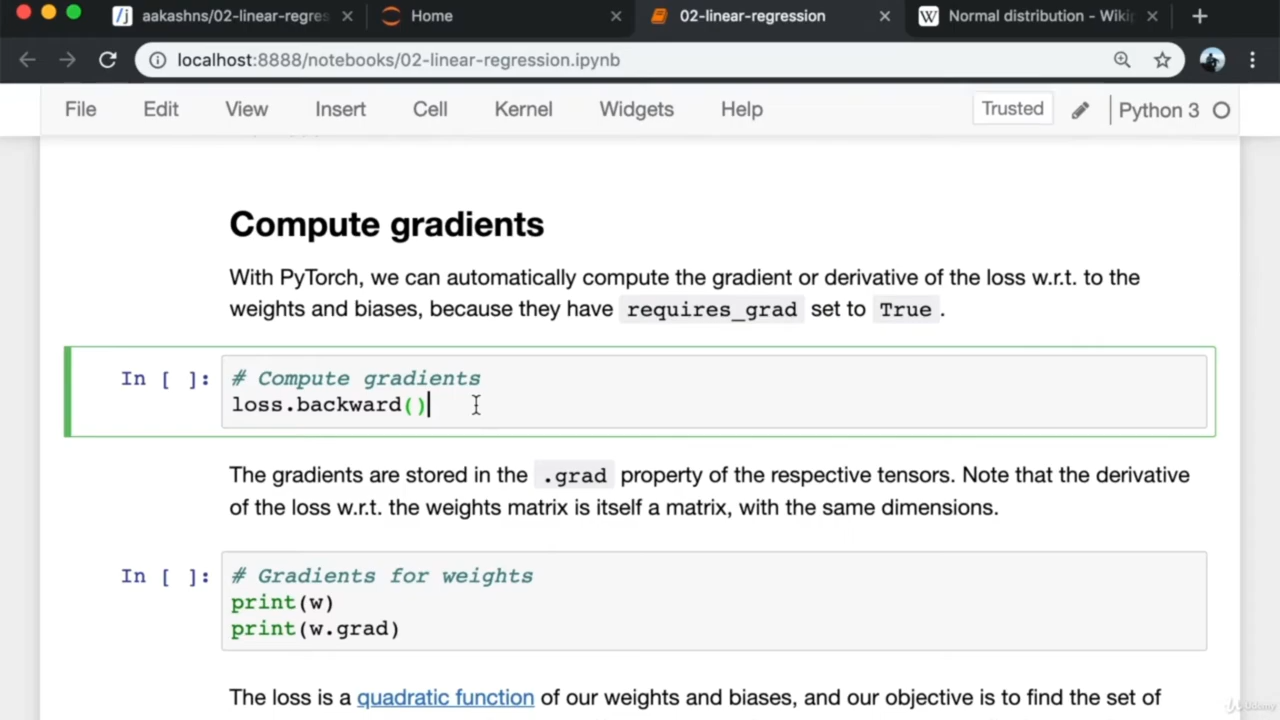 aakashns/02-linear-regres
Home
02-linear-regression
W Normal distribution - Wiki
localhost:8888/notebooks/02-linear-regression.ipynb
File Edit View Insert Cell Kernel Widgets Help Trusted Python 3
Compute gradients
With PyTorch, we can automatically compute the gradient or derivative of the loss w.r.t. to the
weights and biases, because they have requires_grad set to True .
In [ ]: # Compute gradients
loss.backward()
The gradients are stored in the .grad property of the respective tensors. Note that the derivative
of the loss w.r.t. the weights matrix is itself a matrix, with the same dimensions.
In [ ]: # Gradients for weights
print(w)
print(w.grad)
The loss is a quadratic function of our weights and biases, and our objective is to find the set of
Udemy